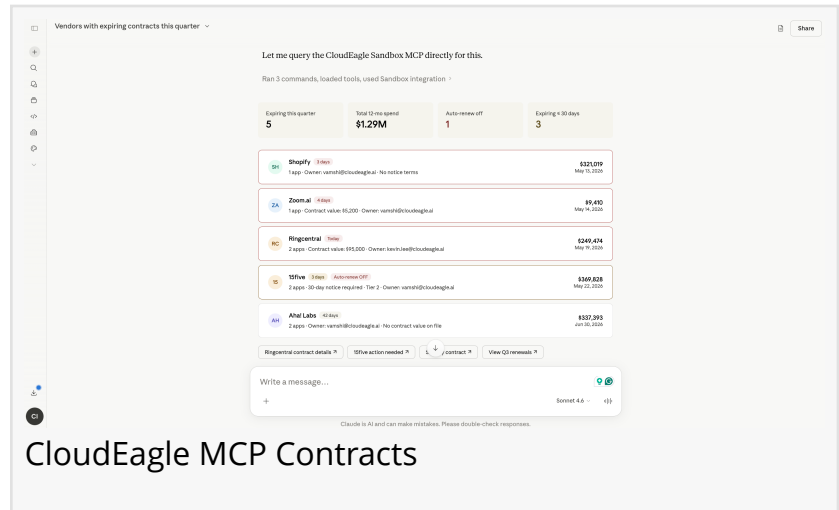 Vendors with expiring contracts this quarter
Share
Let me query the CloudEagle Sandbox MCP directly for this.
Ran 3 commands, loaded tools, used Sandbox integration
Expiring this quarter
5
Total 12-mo spend
$1.29M
Auto-renew off
1
Expiring ≤ 30 days
3
SH
Shopify 3 days
1 app · Owner: vamshi@cloudeagle.ai · No notice terms
$321,019
May 13, 2026
ZA
Zoom.ai 4 days
1 app · Contract value: $5,200 · Owner: vamshi@cloudeagle.ai
$9,410
May 14, 2026
RC
Ringcentral Today
2 apps · Contract value: $95,000 · Owner: kevin.lee@cloudeagle.ai
$249,474
May 19, 2026
15
15five 3 days Auto-renew OFF
2 apps · 30-day notice required · Tier 2 · Owner: vamshi@cloudeagle.ai
$369,828
May 22, 2026
AH
Aha! Labs 42 days
2 apps · Owner: vamshi@cloudeagle.ai · No contract value on file
$337,393
Jun 30, 2026
Ringcentral contract details
15five action needed
contract
View Q3 renewals
Write a message...
Sonnet 4.6
CI
Claude is AI and can make mistakes. Please double-check responses.
CloudEagle MCP Contracts